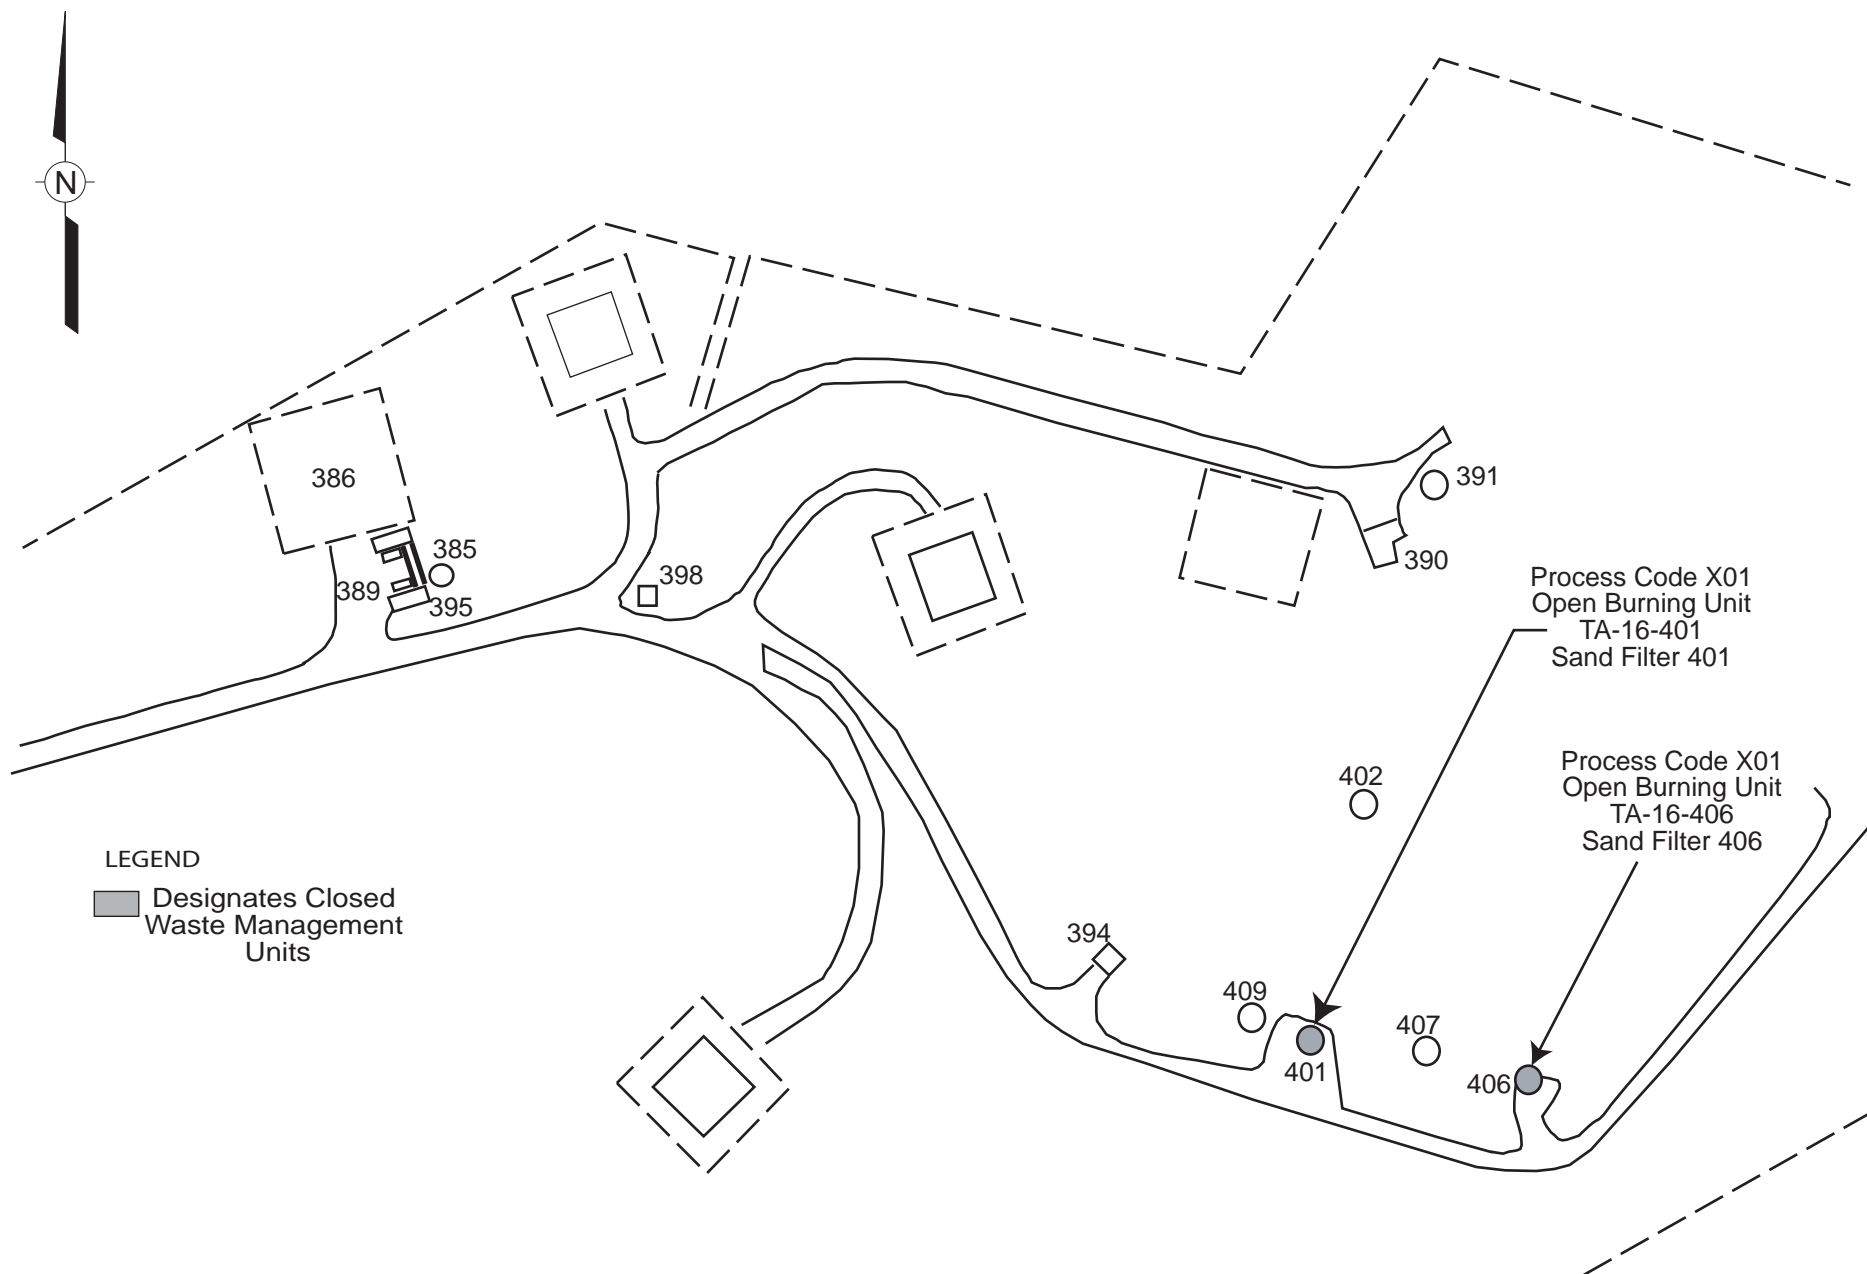 N
386
385
389
395
398
391
390
Process Code X01
Open Burning Unit
TA-16-401
Sand Filter 401
402
Process Code X01
Open Burning Unit
TA-16-406
Sand Filter 406
LEGEND
Designates Closed
Waste Management
Units
394
409
401
407
406